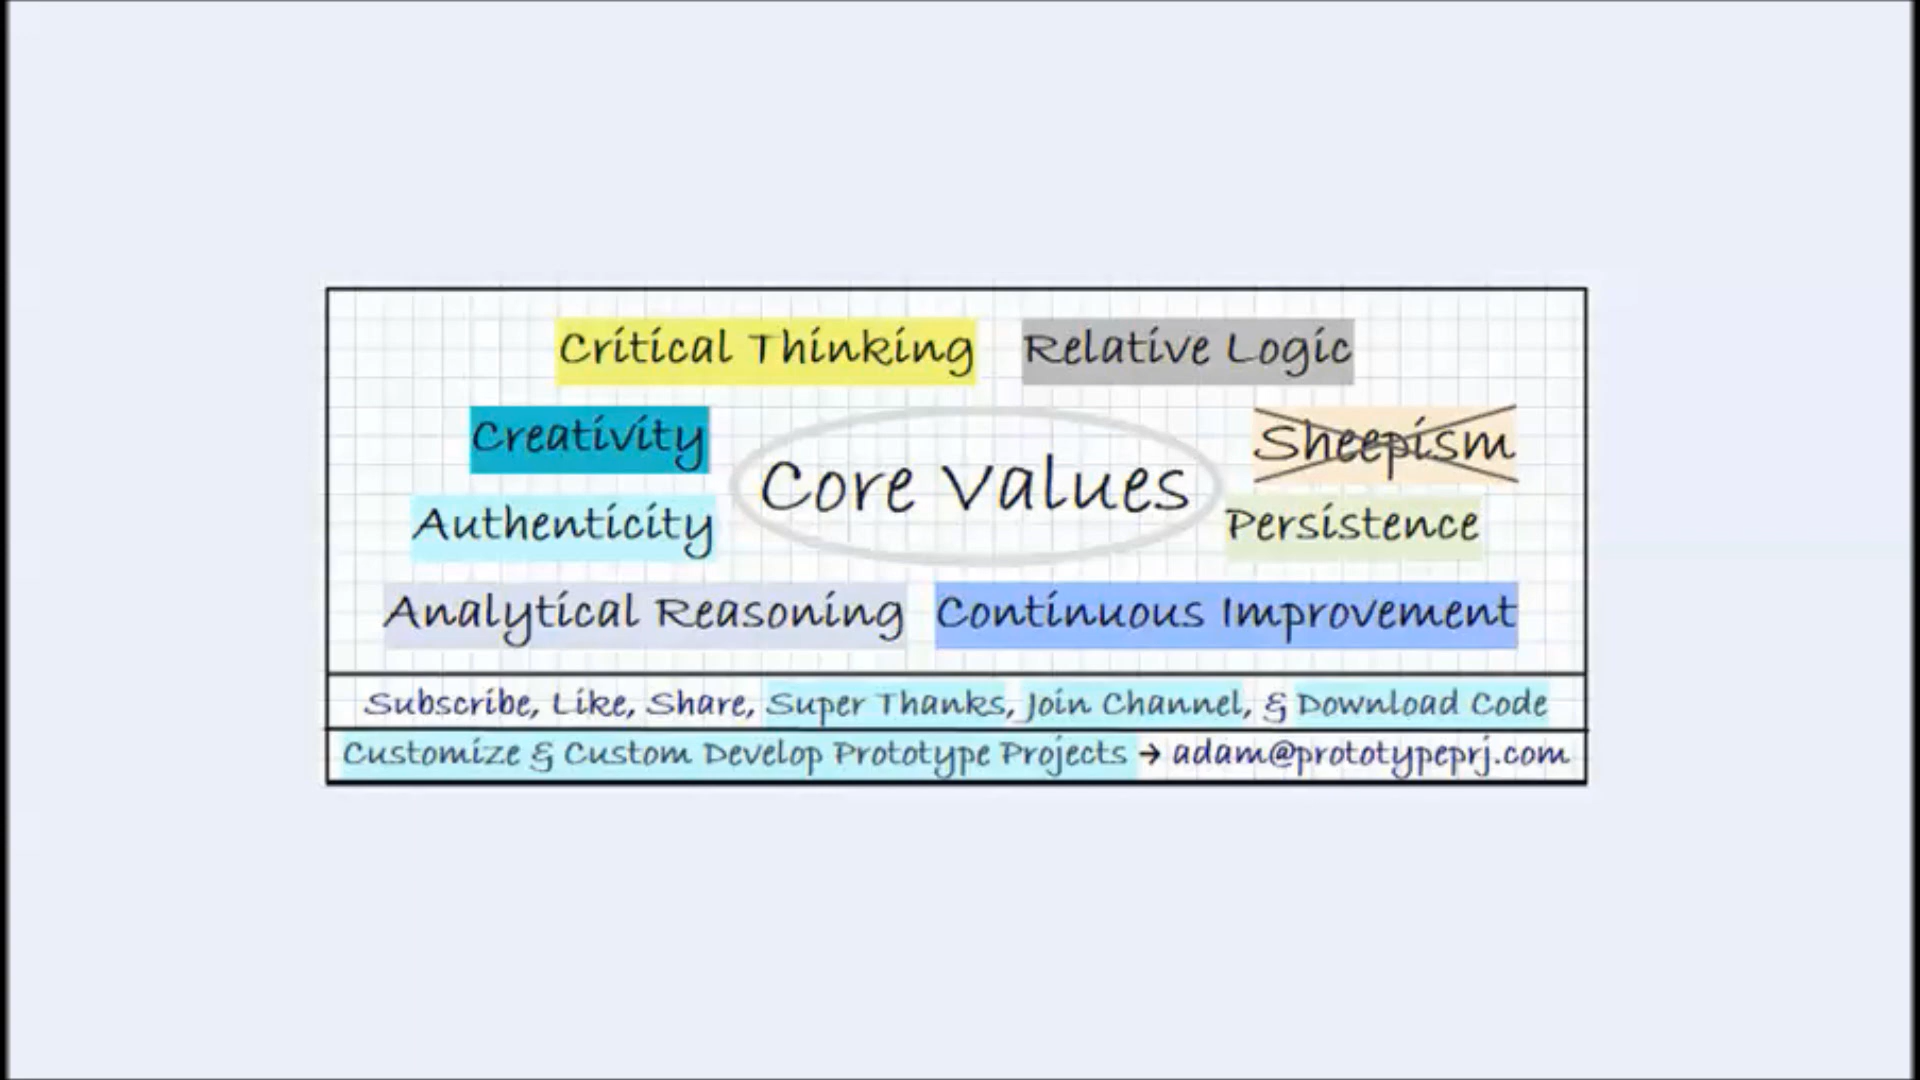 Critical Thinking Relative Logic
Creativity Sheepism
Core Values
Authenticity Persistence
Analytical Reasoning Continuous Improvement
Subscribe, Like, Share, Super Thanks, Join Channel, & Download Code
Customize & Custom Develop Prototype Projects → adam@prototypeprj.com